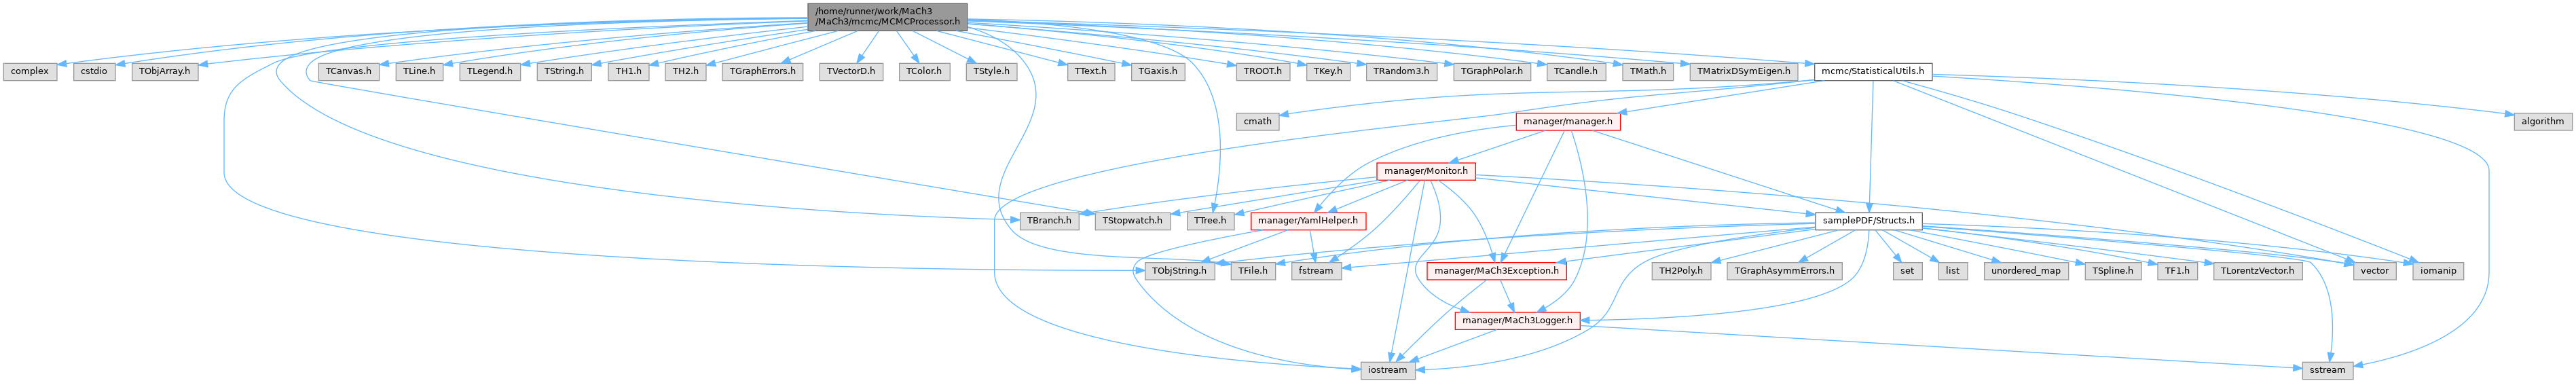 /home/runner/work/MaCh3
/MaCh3/mcmc/MCMCProcessor.h
complex
cstdio
TObjArray.h
TCanvas.h
TLine.h
TLegend.h
TString.h
TH1.h
TH2.h
TGraphErrors.h
TVectorD.h
TColor.h
TStyle.h
TText.h
TGaxis.h
TROOT.h
TKey.h
TRandom3.h
TGraphPolar.h
TCandle.h
TMath.h
TMatrixDSymEigen.h
mcmc/StatisticalUtils.h
cmath
manager/manager.h
algorithm
manager/Monitor.h
TBranch.h
TStopwatch.h
TTree.h
manager/YamlHelper.h
samplePDF/Structs.h
TObjString.h
TFile.h
fstream
manager/MaCh3Exception.h
TH2Poly.h
TGraphAsymmErrors.h
set
list
unordered_map
TSpline.h
TF1.h
TLorentzVector.h
vector
iomanip
manager/MaCh3Logger.h
iostream
sstream